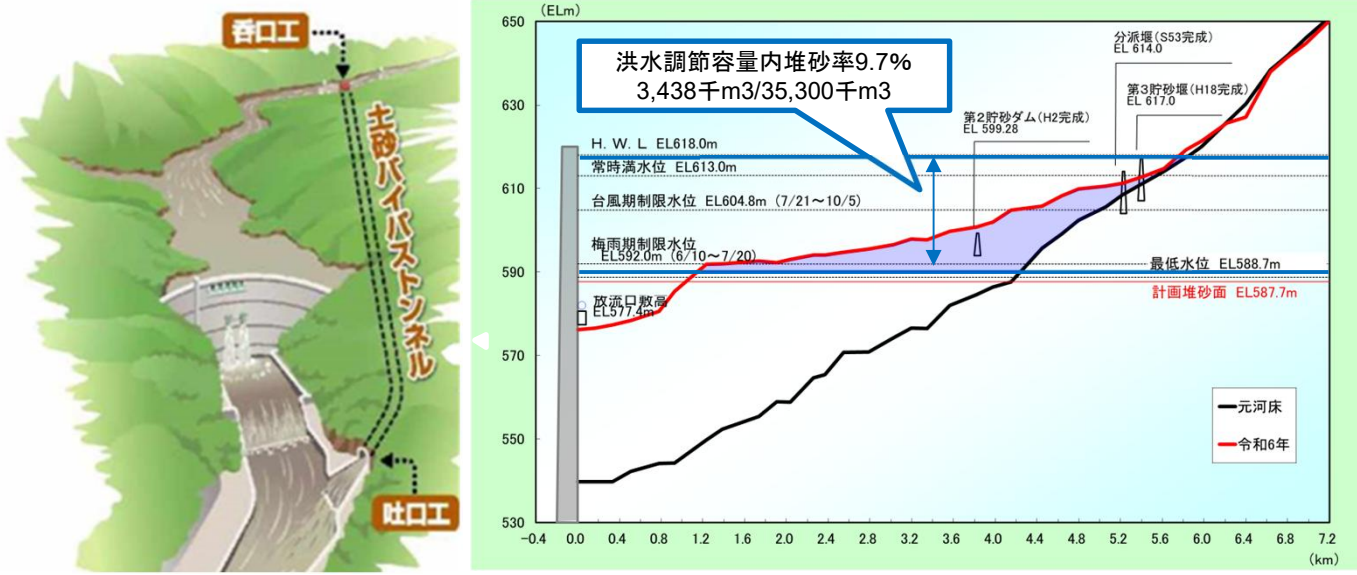 呑口工
土砂バイパストンネル
吐口工
(ELm)
650
630
610
590
570
550
530
洪水調節容量内堆砂率9.7%
3,438千m3/35,300千m3
分派堰(S53完成)
EL 614.0
第3貯砂堰(H18完成)
EL 617.0
第2貯砂ダム(H2完成)
EL 599.28
H. W. L EL618.0m
常時満水位 EL613.0m
台風期制限水位 EL604.8m (7/21~10/5)
梅雨期制限水位
EL592.0m (6/10~7/20)
最低水位 EL588.7m
計画堆砂面 EL587.7m
放流口敷高
EL577.4m
元河床
令和6年
-0.4 0.0 0.4 0.8 1.2 1.6 2.0 2.4 2.8 3.2 3.6 4.0 4.4 4.8 5.2 5.6 6.0 6.4 6.8 7.2
(km)